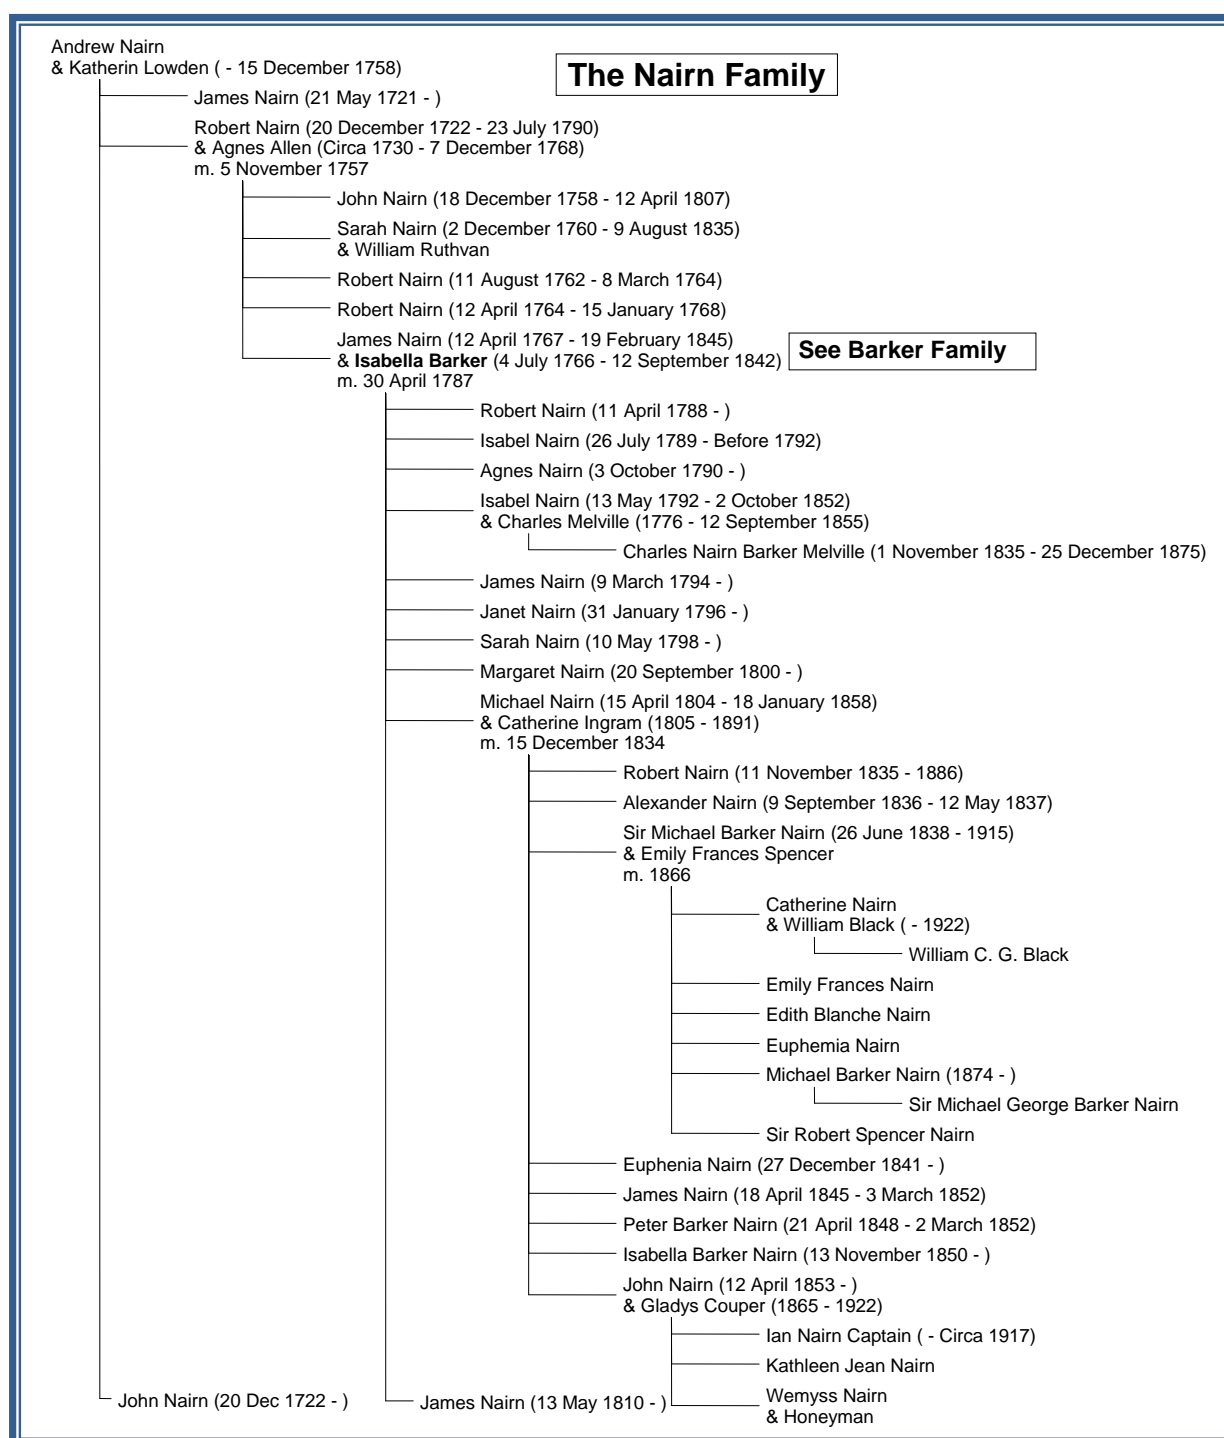 Andrew Nairn
& Katherin Lowden ( - 15 December 1758)
The Nairn Family
James Nairn (21 May 1721 - )
Robert Nairn (20 December 1722 - 23 July 1790)
& Agnes Allen (Circa 1730 - 7 December 1768)
m. 5 November 1757
John Nairn (18 December 1758 - 12 April 1807)
Sarah Nairn (2 December 1760 - 9 August 1835)
& William Ruthvan
Robert Nairn (11 August 1762 - 8 March 1764)
Robert Nairn (12 April 1764 - 15 January 1768)
James Nairn (12 April 1767 - 19 February 1845)
& Isabella Barker (4 July 1766 - 12 September 1842)
m. 30 April 1787
See Barker Family
Robert Nairn (11 April 1788 - )
Isabel Nairn (26 July 1789 - Before 1792)
Agnes Nairn (3 October 1790 - )
Isabel Nairn (13 May 1792 - 2 October 1852)
& Charles Melville (1776 - 12 September 1855)
Charles Nairn Barker Melville (1 November 1835 - 25 December 1875)
James Nairn (9 March 1794 - )
Janet Nairn (31 January 1796 - )
Sarah Nairn (10 May 1798 - )
Margaret Nairn (20 September 1800 - )
Michael Nairn (15 April 1804 - 18 January 1858)
& Catherine Ingram (1805 - 1891)
m. 15 December 1834
Robert Nairn (11 November 1835 - 1886)
Alexander Nairn (9 September 1836 - 12 May 1837)
Sir Michael Barker Nairn (26 June 1838 - 1915)
& Emily Frances Spencer
m. 1866
Catherine Nairn
& William Black ( - 1922)
William C. G. Black
Emily Frances Nairn
Edith Blanche Nairn
Euphemia Nairn
Michael Barker Nairn (1874 - )
Sir Michael George Barker Nairn
Sir Robert Spencer Nairn
Euphenia Nairn (27 December 1841 - )
James Nairn (18 April 1845 - 3 March 1852)
Peter Barker Nairn (21 April 1848 - 2 March 1852)
Isabella Barker Nairn (13 November 1850 - )
John Nairn (12 April 1853 - )
& Gladys Couper (1865 - 1922)
Ian Nairn Captain ( - Circa 1917)
Kathleen Jean Nairn
Wemyss Nairn
& Honeyman
James Nairn (13 May 1810 - )
John Nairn (20 Dec 1722 - )